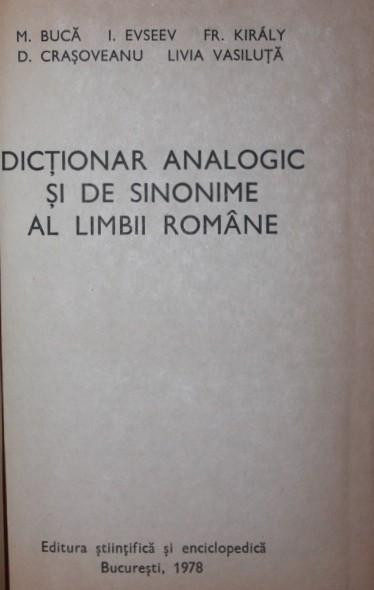 M. BUCĂ I. EVSEEV FR. KIRÁLY
D. CRAȘOVEANU LIVIA VASILUȚĂ
DICȚIONAR ANALOGIC
ȘI DE SINONIME
AL LIMBII ROMÂNE
Editura științifică și enciclopedică
București, 1978